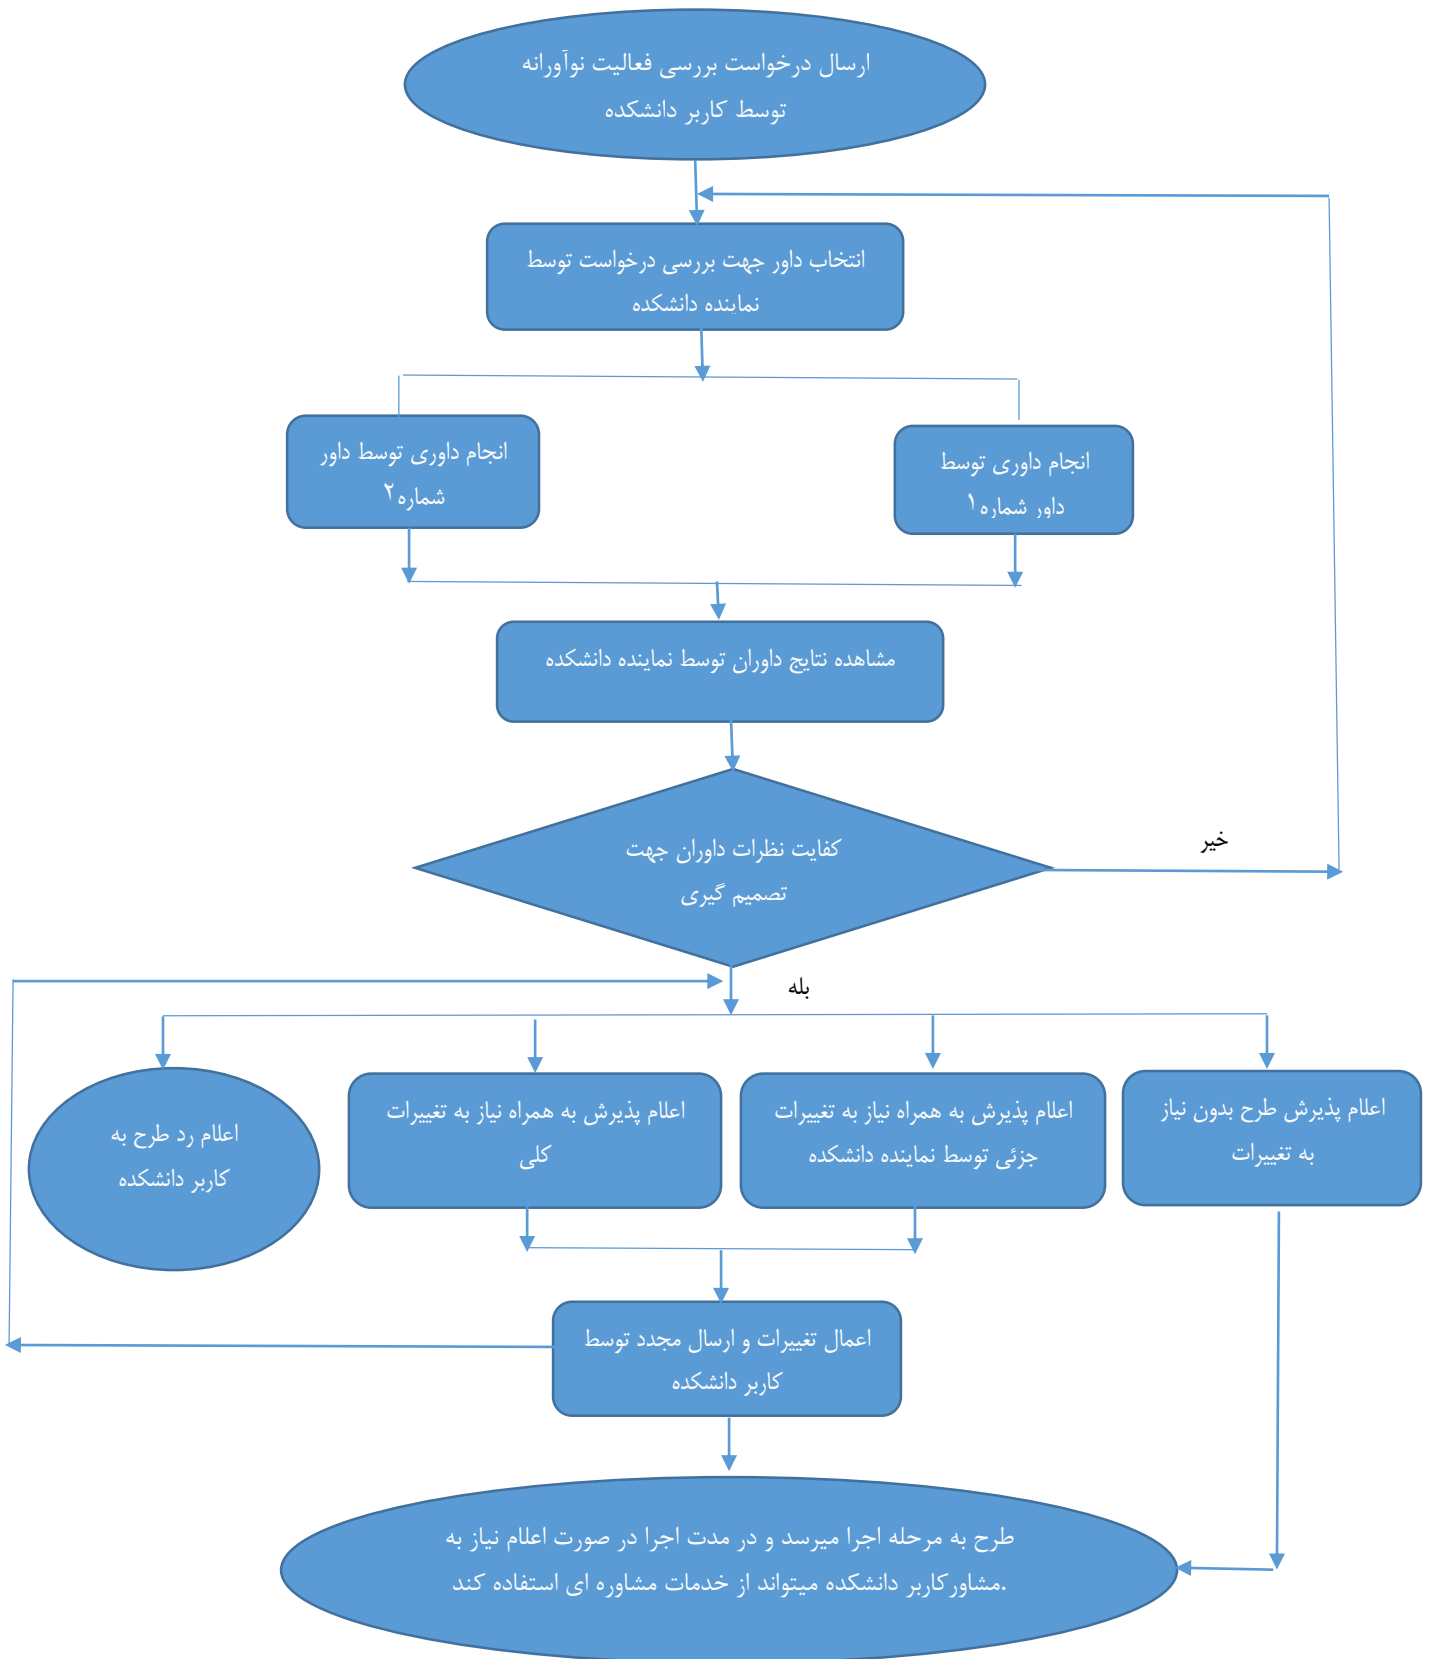 ارسال درخواست بررسی فعالیت نوآورانه
توسط کاربر دانشکده
انتخاب داور جهت بررسی درخواست توسط
نماینده دانشکده
انجام داوری توسط
داور شماره۱
انجام داوری توسط داور
شماره۲
مشاهده نتایج داوران توسط نماینده دانشکده
کفایت نظرات داوران جهت
تصمیم گیری
خیر
بله
اعلام پذیرش طرح بدون نیاز
به تغییرات
اعلام پذیرش به همراه نیاز به تغییرات
جزئی توسط نماینده دانشکده
اعلام پذیرش به همراه نیاز به تغییرات
کلی
اعلام رد طرح به
کاربر دانشکده
اعمال تغییرات و ارسال مجدد توسط
کاربر دانشکده
طرح به مرحله اجرا میرسد و در مدت اجرا در صورت اعلام نیاز به
.مشاورکاربر دانشکده میتواند از خدمات مشاوره ای استفاده کند